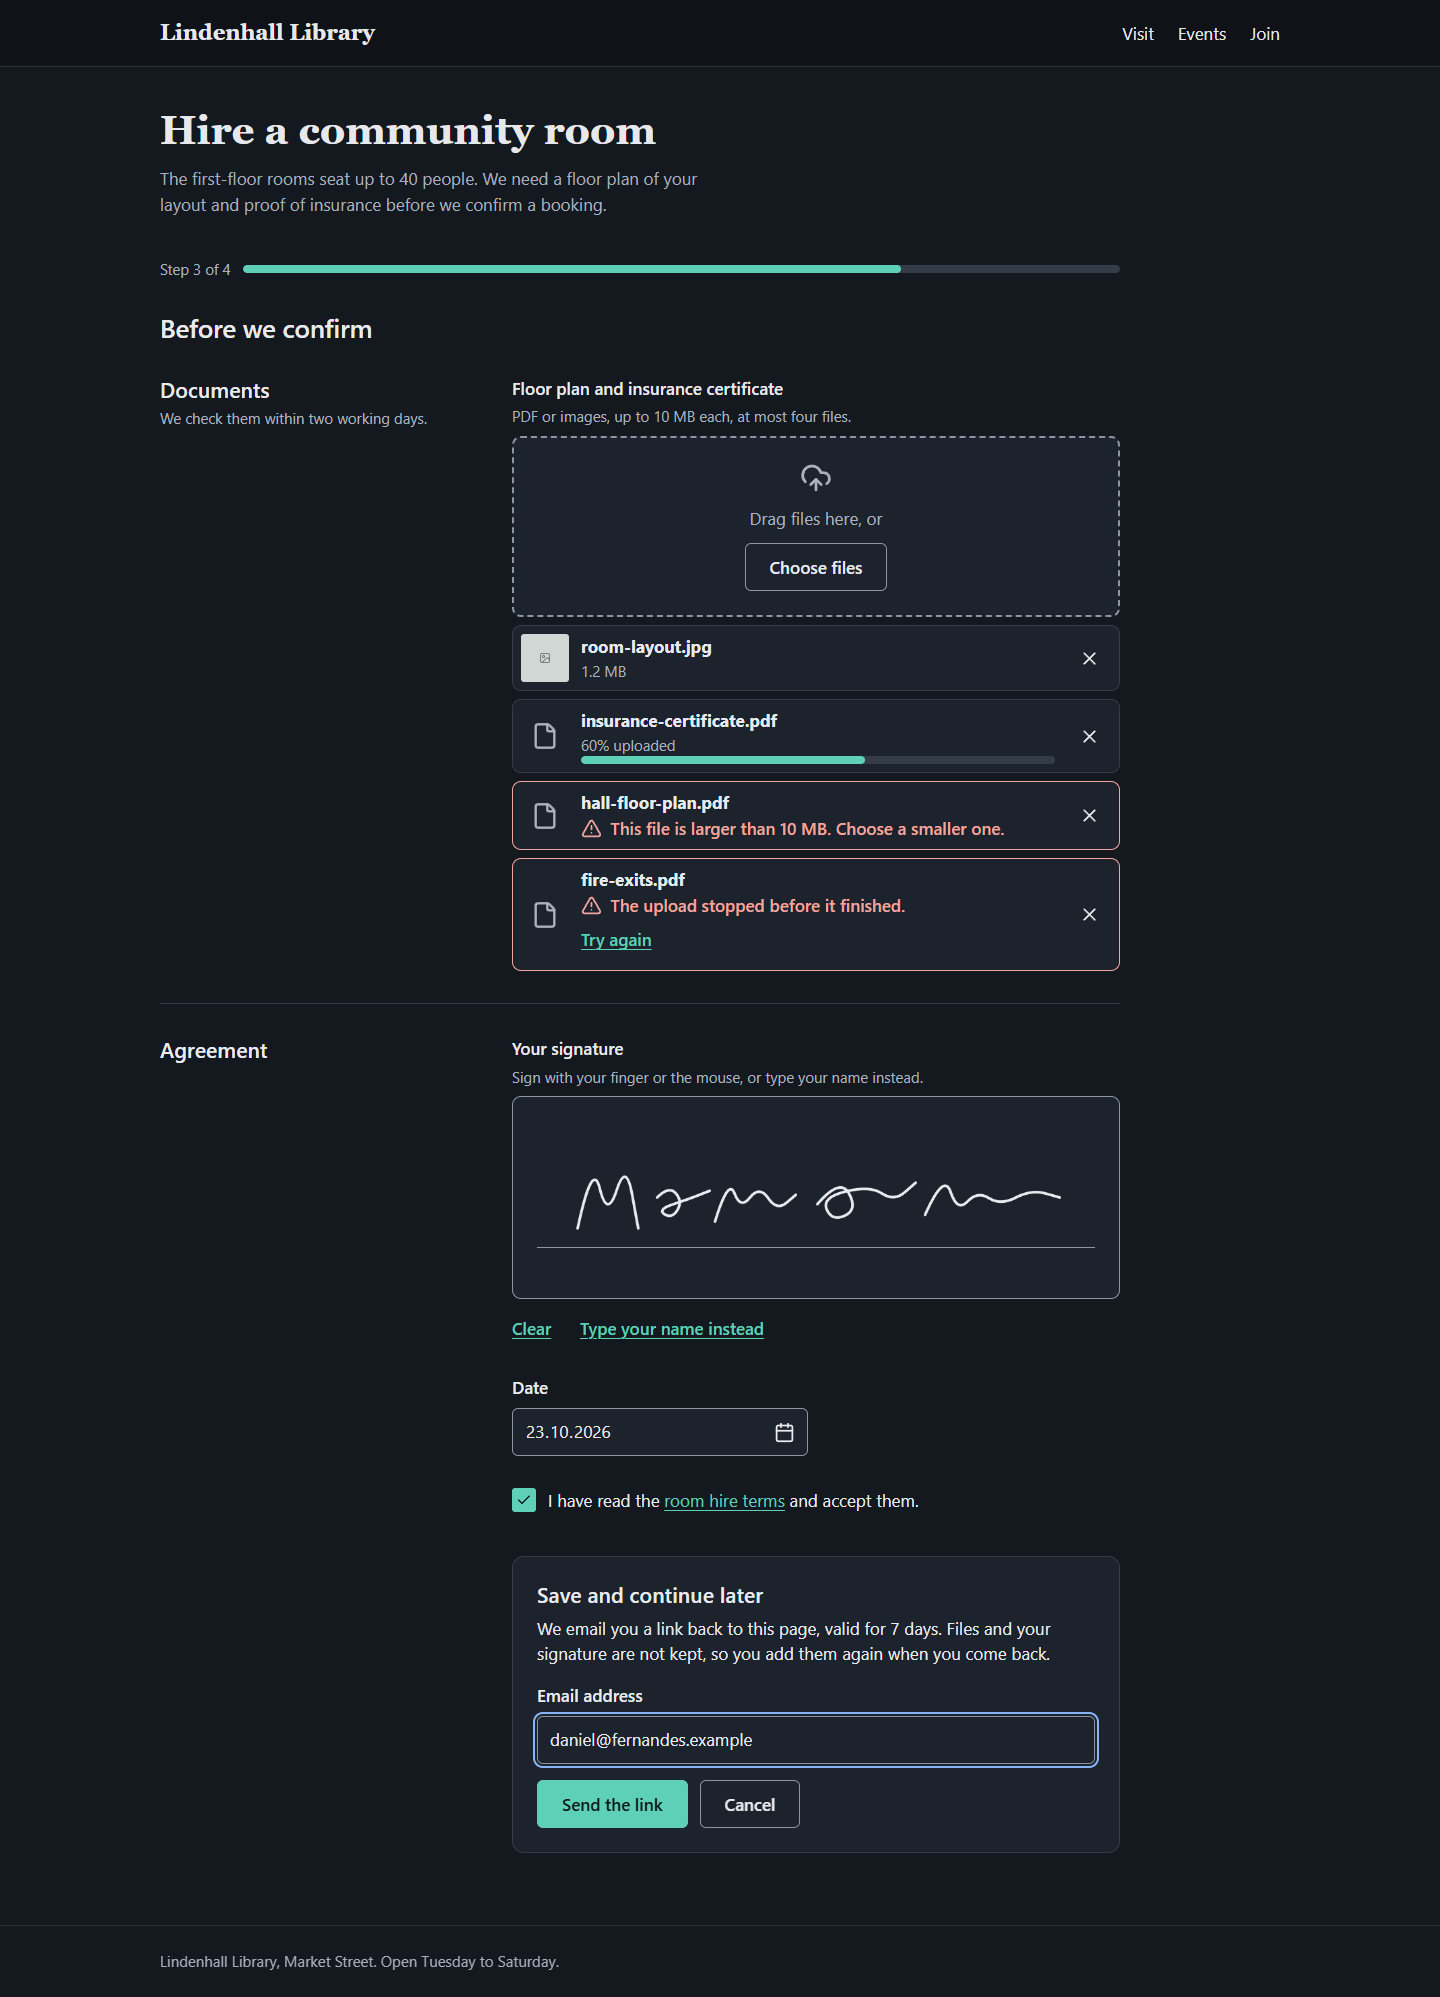 Lindenhall Library
Visit Events Join
Hire a community room
The first-floor rooms seat up to 40 people. We need a floor plan of your
layout and proof of insurance before we confirm a booking.
Step 3 of 4
Before we confirm
Documents
We check them within two working days.
Floor plan and insurance certificate
PDF or images, up to 10 MB each, at most four files.
Drag files here, or
Choose files
room-layout.jpg
1.2 MB
insurance-certificate.pdf
60% uploaded
hall-floor-plan.pdf
This file is larger than 10 MB. Choose a smaller one.
fire-exits.pdf
The upload stopped before it finished.
Try again
Agreement
Your signature
Sign with your finger or the mouse, or type your name instead.
Clear Type your name instead
Date
23.10.2026
I have read the room hire terms and accept them.
Save and continue later
We email you a link back to this page, valid for 7 days. Files and your
signature are not kept, so you add them again when you come back.
Email address
daniel@fernandes.example
Send the link Cancel
Lindenhall Library, Market Street. Open Tuesday to Saturday.